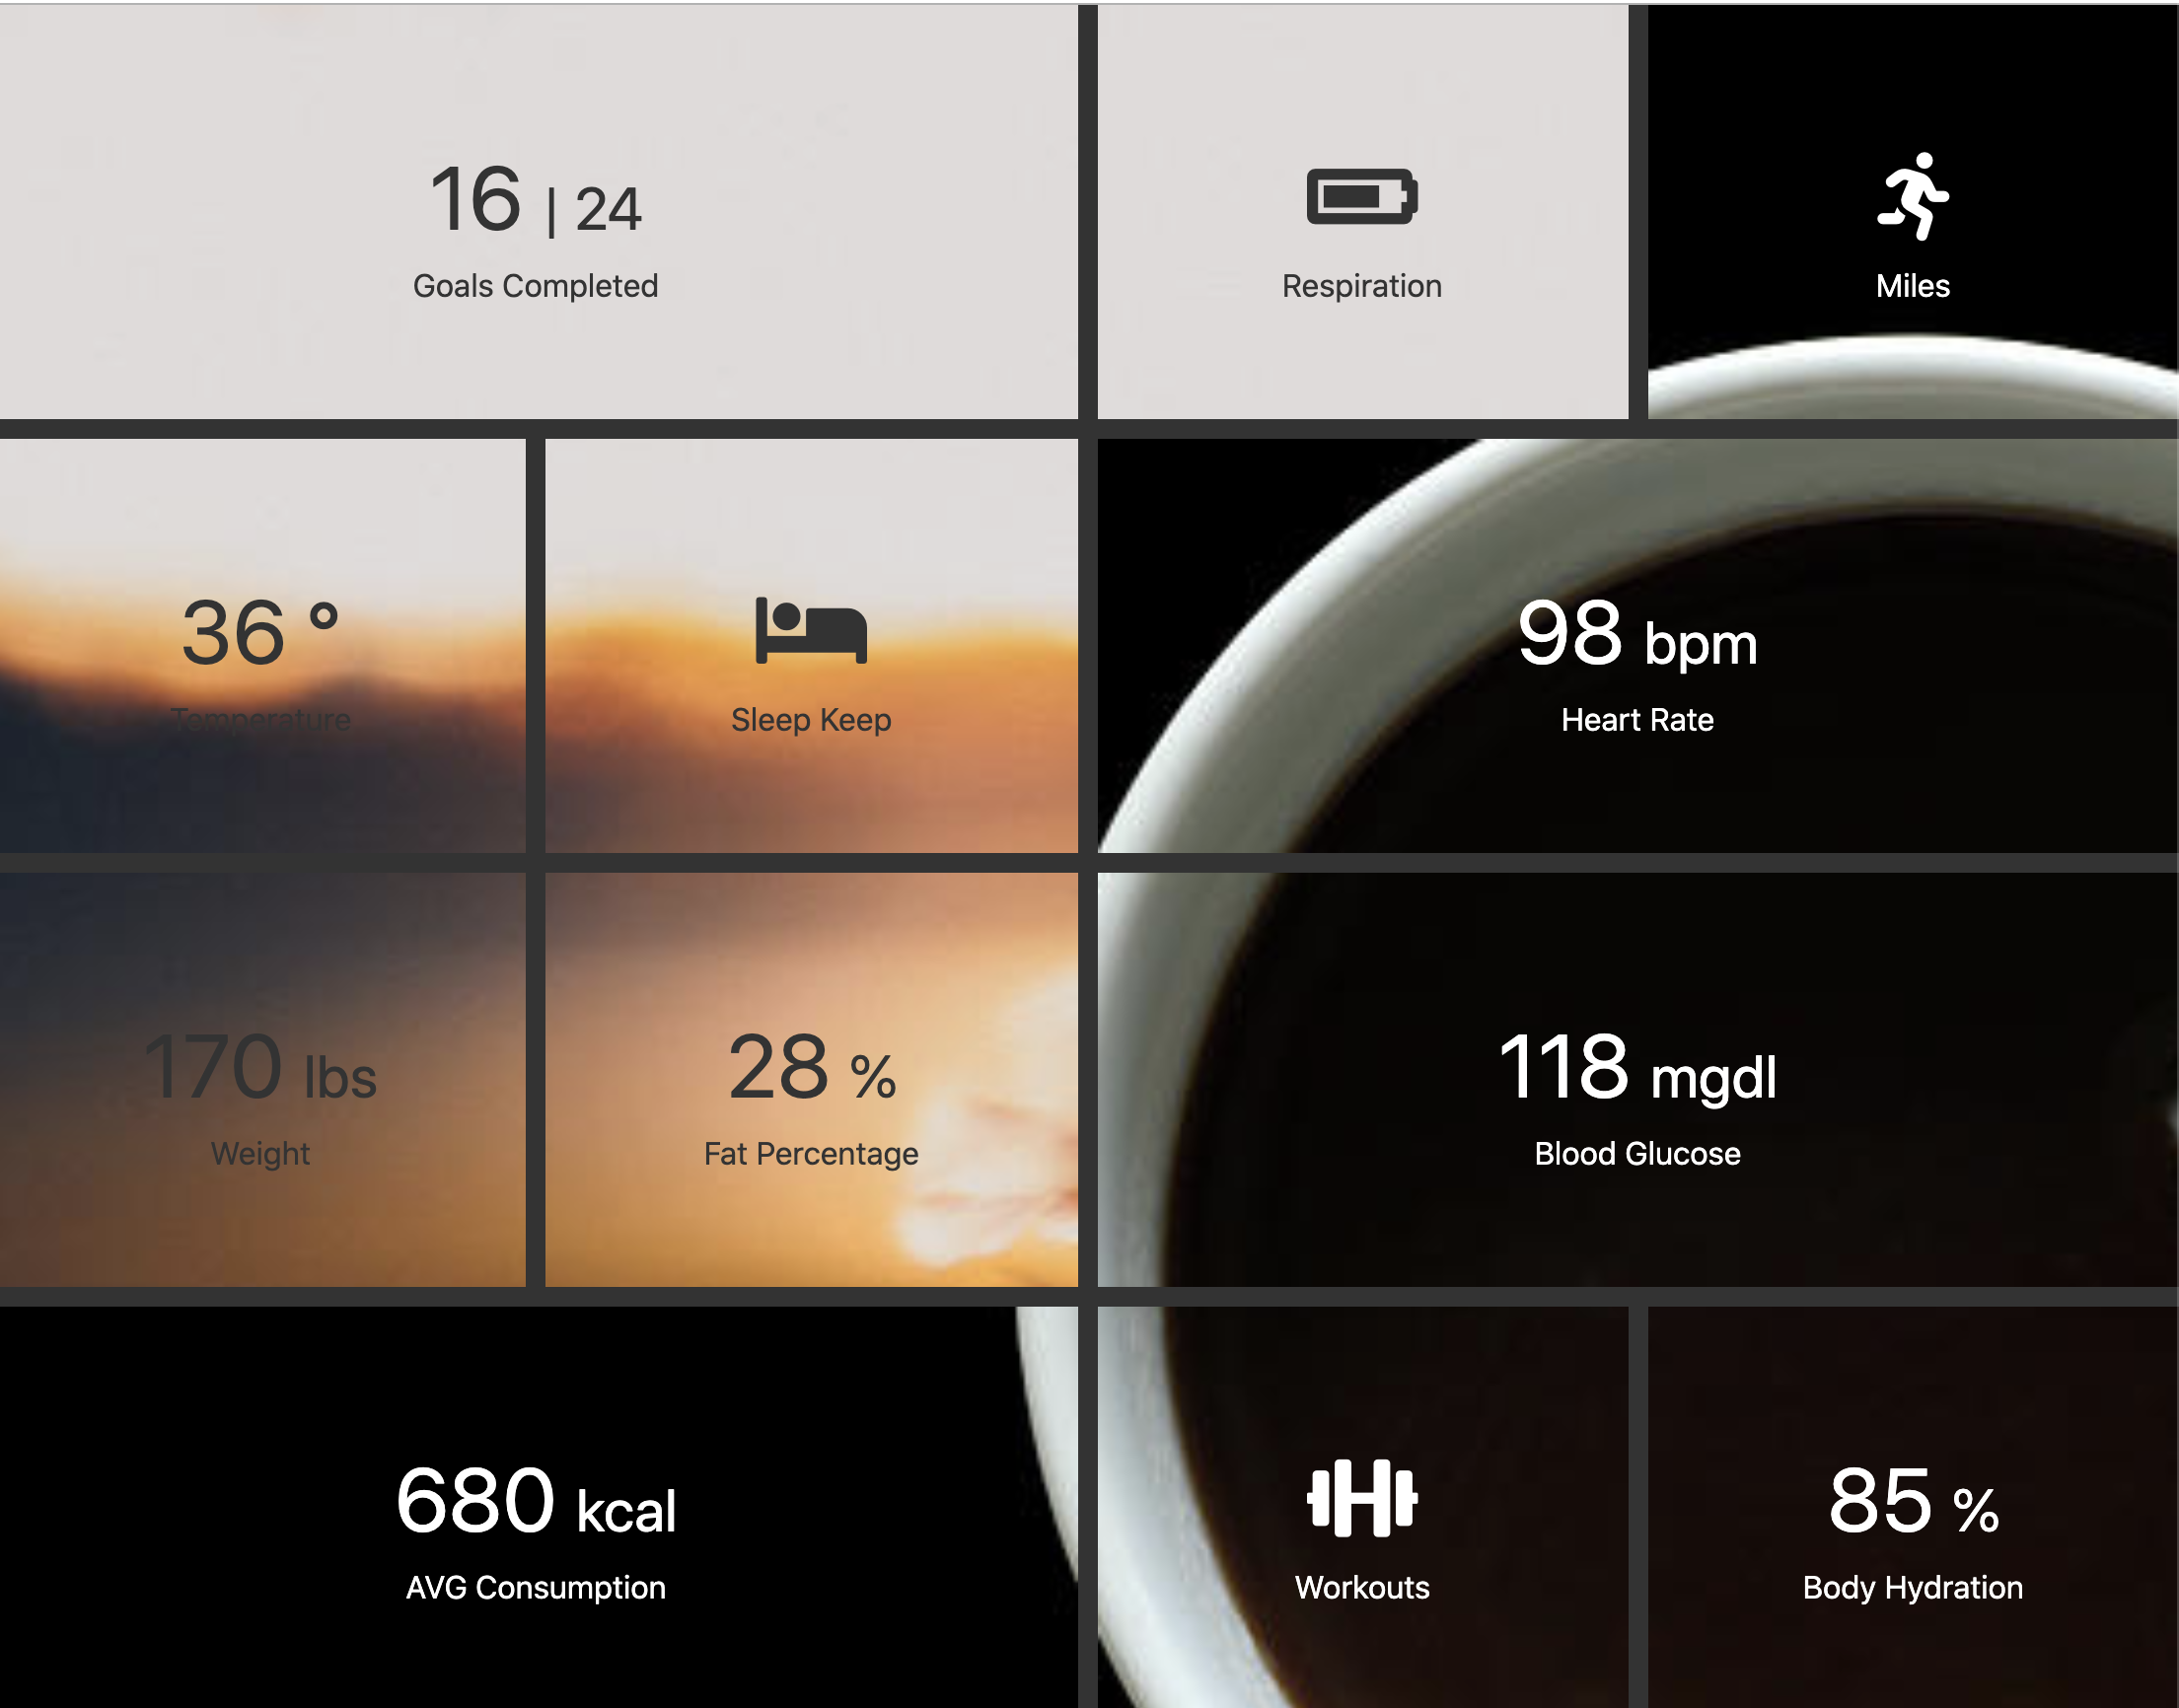 16 | 24
Goals Completed
Respiration
Miles
36 °
Temperature
Sleep Keep
98 bpm
Heart Rate
170 lbs
Weight
28 %
Fat Percentage
118 mgdl
Blood Glucose
680 kcal
AVG Consumption
Workouts
85 %
Body Hydration